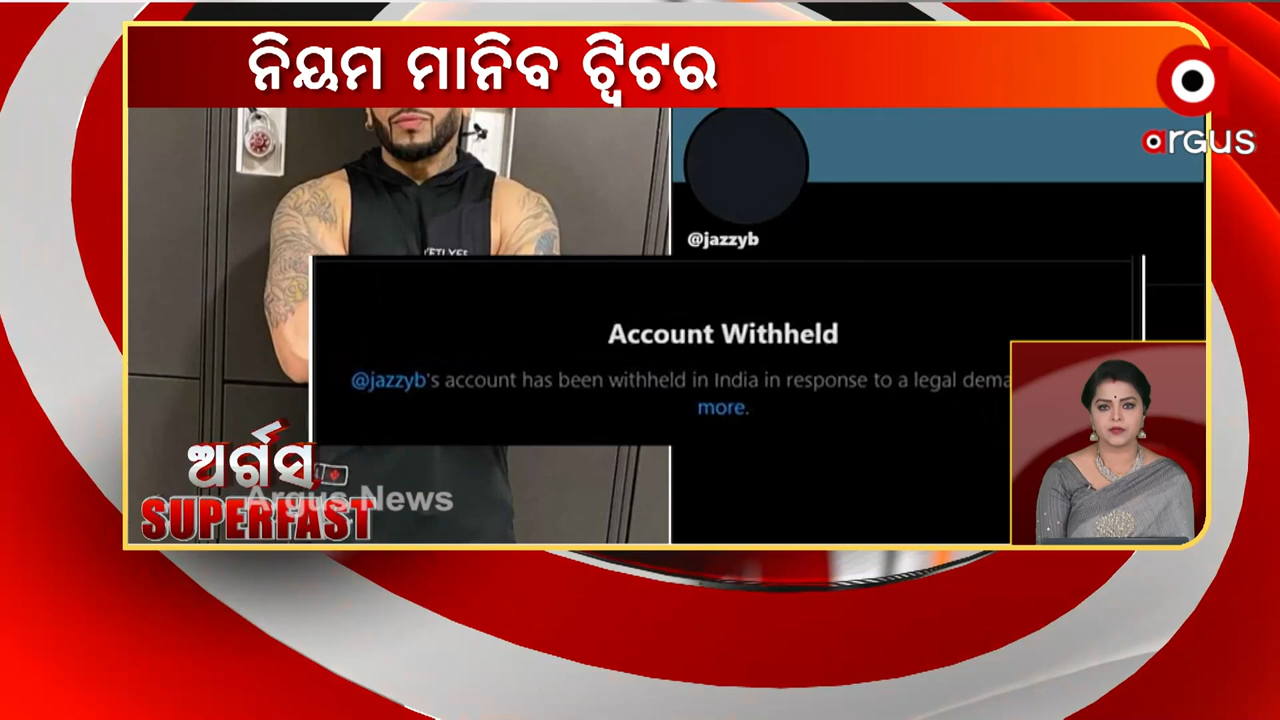 ନିୟମ ମାନିବ ଟ୍ୱିଟର
argus
@jazzyb
Account Withheld
@jazzyb's account has been withheld in India in response to a legal
more.
ଅର୍ଗସ
Argus News
SUPERFAST